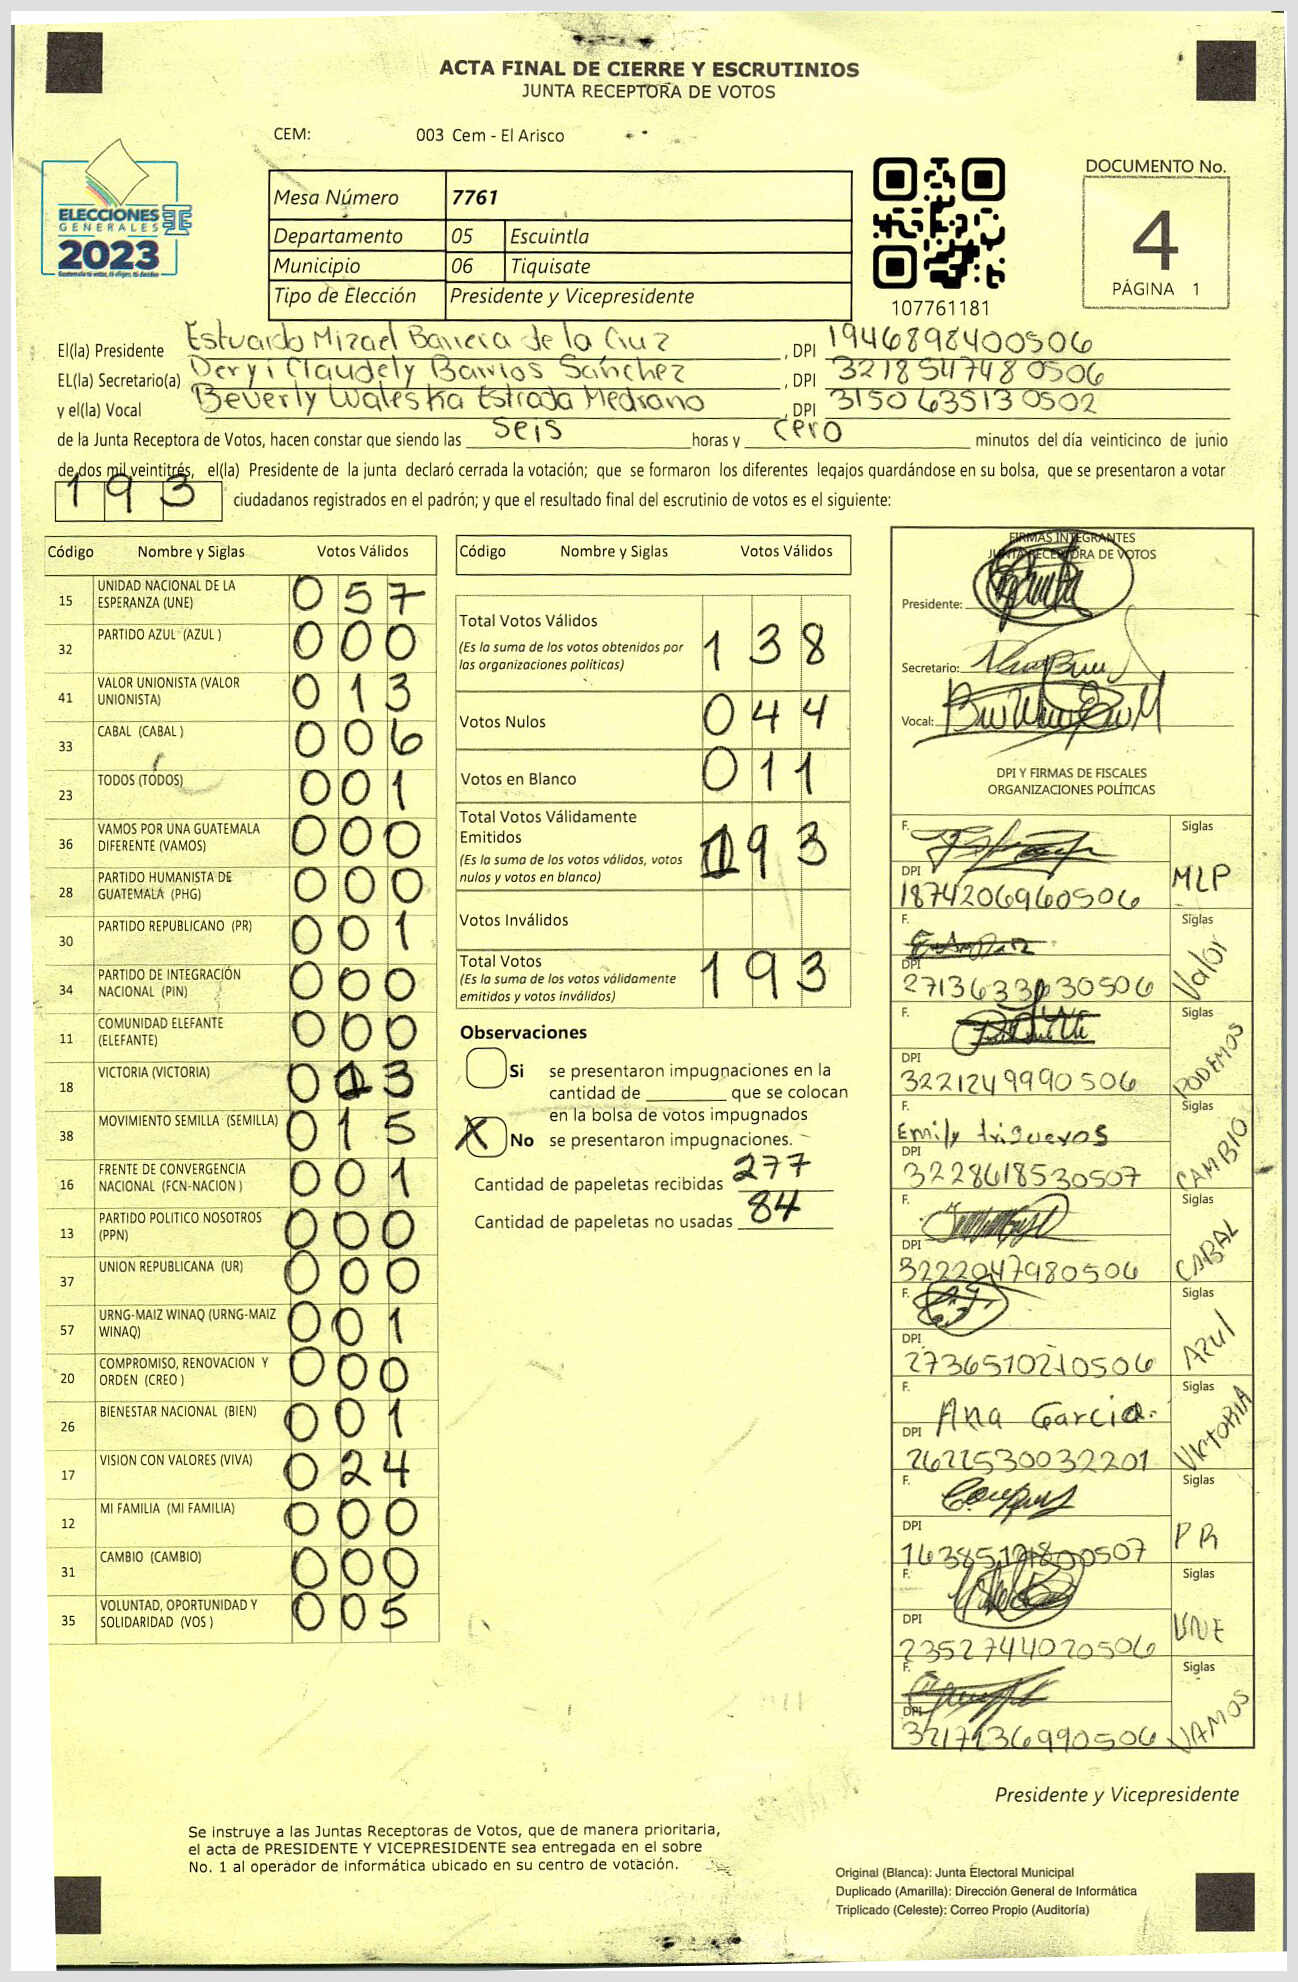 ACTA FINAL DE CIERRE Y ESCRUTINIOS
JUNTA RECEPTORA DE VOTOS
CEM: 003 Cem - El Arisco
ELECCIONES
GENERALES
2023
Mesa Número 7761
Departamento 05 Escuintla
Municipio 06 Tiquisate
Tipo de Elección Presidente y Vicepresidente
107761181
DOCUMENTO No.
4
PÁGINA 1
El(la) Presidente Estuardo Mizael Barrera de la Cruz, DPI 1946898400506
EL(la) Secretario(a) Deryi Claudely Barrios Sánchez, DPI 3218547480506
y el(la) Vocal Beverly Waleska Estrada Medrano, DPI 3150635130502
de la Junta Receptora de Votos, hacen constar que siendo las seis horas y cero minutos del día veinticinco de junio
de dos mil veintitrés, el(la) Presidente de la junta declaró cerrada la votación; que se formaron los diferentes legajos guardándose en su bolsa, que se presentaron a votar
193 ciudadanos registrados en el padrón; y que el resultado final del escrutinio de votos es el siguiente:
Código Nombre y Siglas Votos Válidos
15 UNIDAD NACIONAL DE LA ESPERANZA (UNE) 057
32 PARTIDO AZUL (AZUL ) 000
41 VALOR UNIONISTA (VALOR UNIONISTA) 013
33 CABAL (CABAL ) 006
23 TODOS (TODOS) 001
36 VAMOS POR UNA GUATEMALA DIFERENTE (VAMOS) 000
28 PARTIDO HUMANISTA DE GUATEMALA (PHG) 000
30 PARTIDO REPUBLICANO (PR) 001
34 PARTIDO DE INTEGRACIÓN NACIONAL (PIN) 000
11 COMUNIDAD ELEFANTE (ELEFANTE) 000
18 VICTORIA (VICTORIA) 013
38 MOVIMIENTO SEMILLA (SEMILLA) 015
16 FRENTE DE CONVERGENCIA NACIONAL (FCN-NACION ) 001
13 PARTIDO POLITICO NOSOTROS (PPN) 000
37 UNION REPUBLICANA (UR) 000
57 URNG-MAIZ WINAQ (URNG-MAIZ WINAQ) 001
20 COMPROMISO, RENOVACION Y ORDEN (CREO ) 000
26 BIENESTAR NACIONAL (BIEN) 001
17 VISION CON VALORES (VIVA) 024
12 MI FAMILIA (MI FAMILIA) 000
31 CAMBIO (CAMBIO) 000
35 VOLUNTAD, OPORTUNIDAD Y SOLIDARIDAD (VOS ) 005
Código Nombre y Siglas Votos Válidos
Total Votos Válidos 138
(Es la suma de los votos obtenidos por
las organizaciones políticas)
Votos Nulos 044
Votos en Blanco 011
Total Votos Válidamente
Emitidos 193
(Es la suma de los votos válidos, votos
nulos y votos en blanco)
Votos Inválidos
Total Votos 193
(Es la suma de los votos válidamente
emitidos y votos inválidos)
Observaciones
Si se presentaron impugnaciones en la
cantidad de ________ que se colocan
en la bolsa de votos impugnados
X No se presentaron impugnaciones.
Cantidad de papeletas recibidas 277
Cantidad de papeletas no usadas 84
FIRMAS INTEGRANTES
JUNTA RECEPTORA DE VOTOS
Presidente:
Secretario:
Vocal:
DPI Y FIRMAS DE FISCALES
ORGANIZACIONES POLÍTICAS
F. Siglas MLP
DPI 1874206960506
F. Siglas Valor
DPI
F. Siglas PODEMOS
DPI 3221249990506
F. Emily trigueros Siglas CAMBIO
DPI 3228618530507
F. Siglas CABAL
DPI 3222047980506
F. Siglas AZUL
DPI 2736510210506
F. Ana Garcia. Siglas VICTORIA
DPI 2622530032201
F. Siglas PR
DPI
F. Siglas UNE
DPI 2352744020506
F. Siglas VAMOS
DPI 3217136990506
Presidente y Vicepresidente
Se instruye a las Juntas Receptoras de Votos, que de manera prioritaria,
el acta de PRESIDENTE Y VICEPRESIDENTE sea entregada en el sobre
No. 1 al operador de informática ubicado en su centro de votación.
Original (Blanca): Junta Electoral Municipal
Duplicado (Amarilla): Dirección General de Informática
Triplicado (Celeste): Correo Propio (Auditoría)